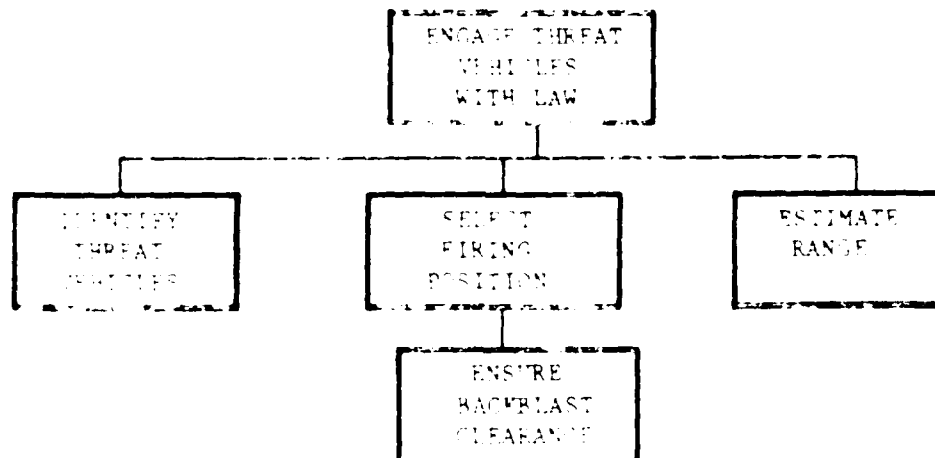 ENGAGE THREAT
VEHICLES
WITH LAW
IDENTIFY
THREAT
VEHICLES
SELECT
FIRING
POSITION
ESTIMATE
RANGE
ENSURE
BACKBLAST
CLEARANCE